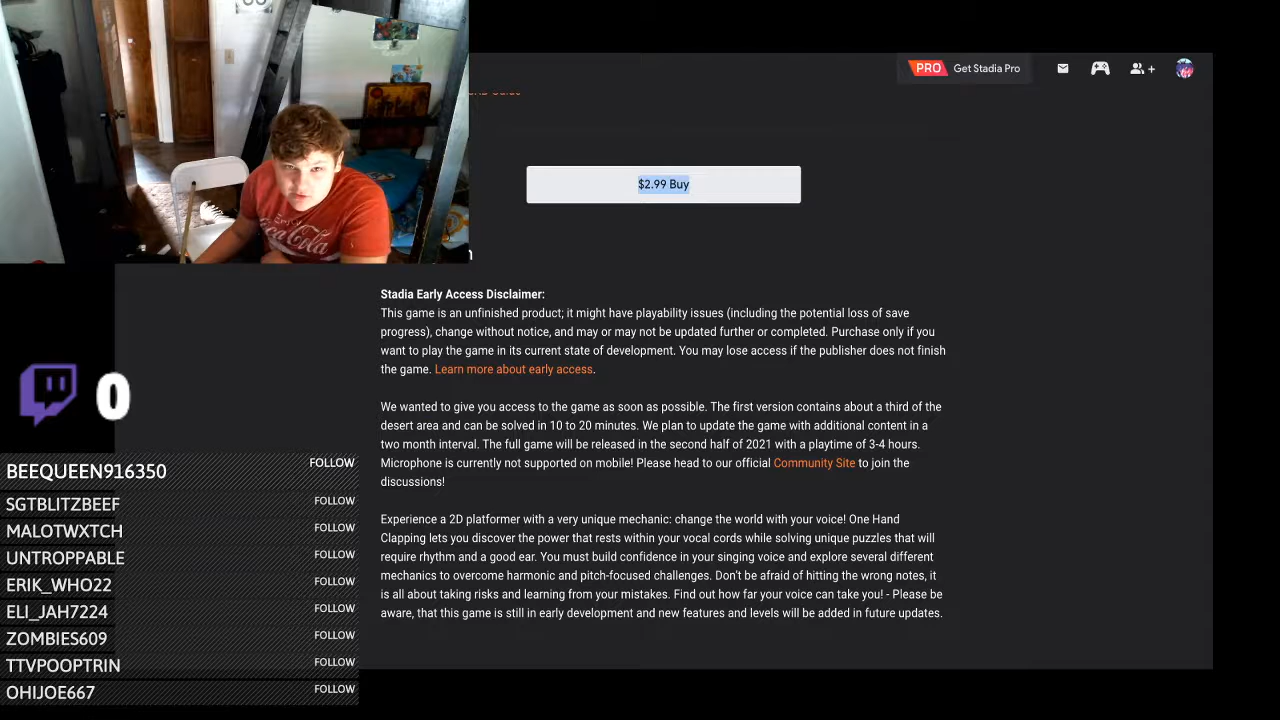 PRO Get Stadia Pro
$2.99 Buy
Enjoy
Coca-Cola
Stadia Early Access Disclaimer:
This game is an unfinished product; it might have playability issues (including the potential loss of save
progress), change without notice, and may or may not be updated further or completed. Purchase only if you
want to play the game in its current state of development. You may lose access if the publisher does not finish
the game. Learn more about early access.
We wanted to give you access to the game as soon as possible. The first version contains about a third of the
desert area and can be solved in 10 to 20 minutes. We plan to update the game with additional content in a
two month interval. The full game will be released in the second half of 2021 with a playtime of 3-4 hours.
Microphone is currently not supported on mobile! Please head to our official Community Site to join the
discussions!
Experience a 2D platformer with a very unique mechanic: change the world with your voice! One Hand
Clapping lets you discover the power that rests within your vocal cords while solving unique puzzles that will
require rhythm and a good ear. You must build confidence in your singing voice and explore several different
mechanics to overcome harmonic and pitch-focused challenges. Don't be afraid of hitting the wrong notes, it
is all about taking risks and learning from your mistakes. Find out how far your voice can take you! - Please be
aware, that this game is still in early development and new features and levels will be added in future updates.
0
BEEQUEEN916350 FOLLOW
SGTBLITZBEEF FOLLOW
MALOTWXTCH FOLLOW
UNTROPPABLE FOLLOW
ERIK_WHO22 FOLLOW
ELI_JAH7224 FOLLOW
ZOMBIES609 FOLLOW
TTVPOOPTRIN FOLLOW
OHIJOE667 FOLLOW